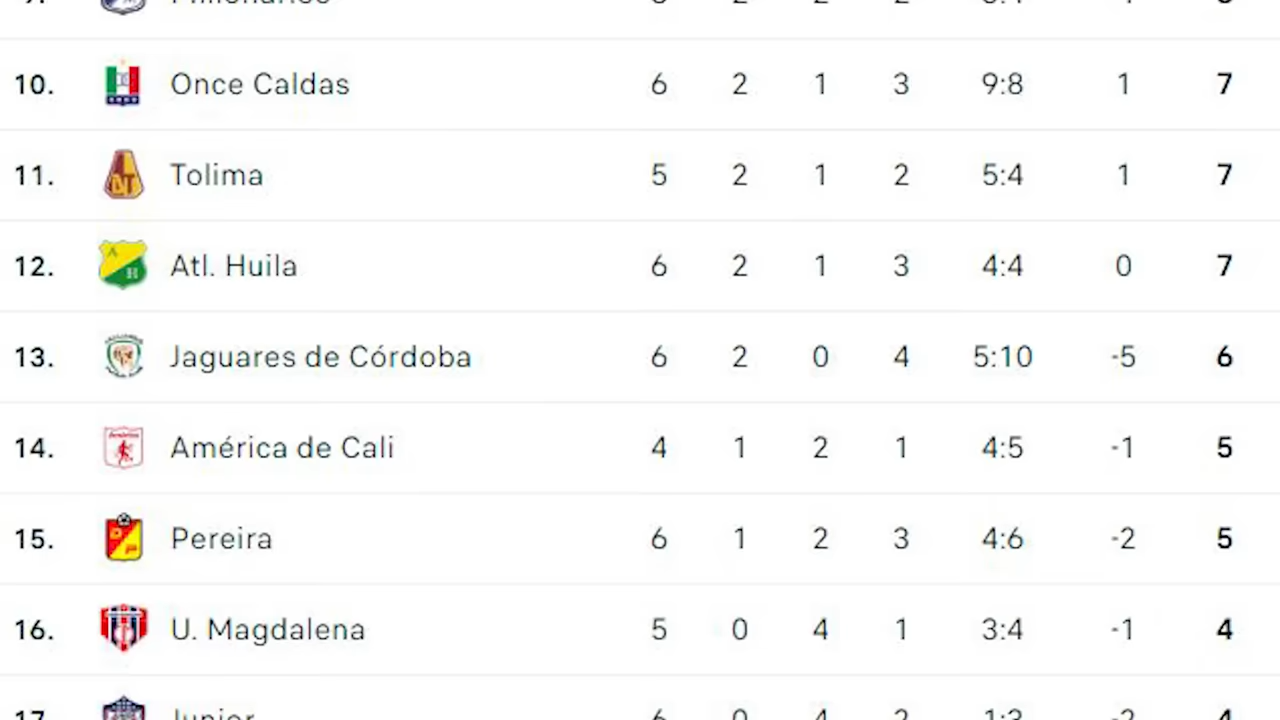 10. Once Caldas 6 2 1 3 9:8 1 7
11. Tolima 5 2 1 2 5:4 1 7
12. Atl. Huila 6 2 1 3 4:4 0 7
13. Jaguares de Córdoba 6 2 0 4 5:10 -5 6
14. América de Cali 4 1 2 1 4:5 -1 5
15. Pereira 6 1 2 3 4:6 -2 5
16. U. Magdalena 5 0 4 1 3:4 -1 4
17. Junior 6 0 4 2 1:3 -2 4